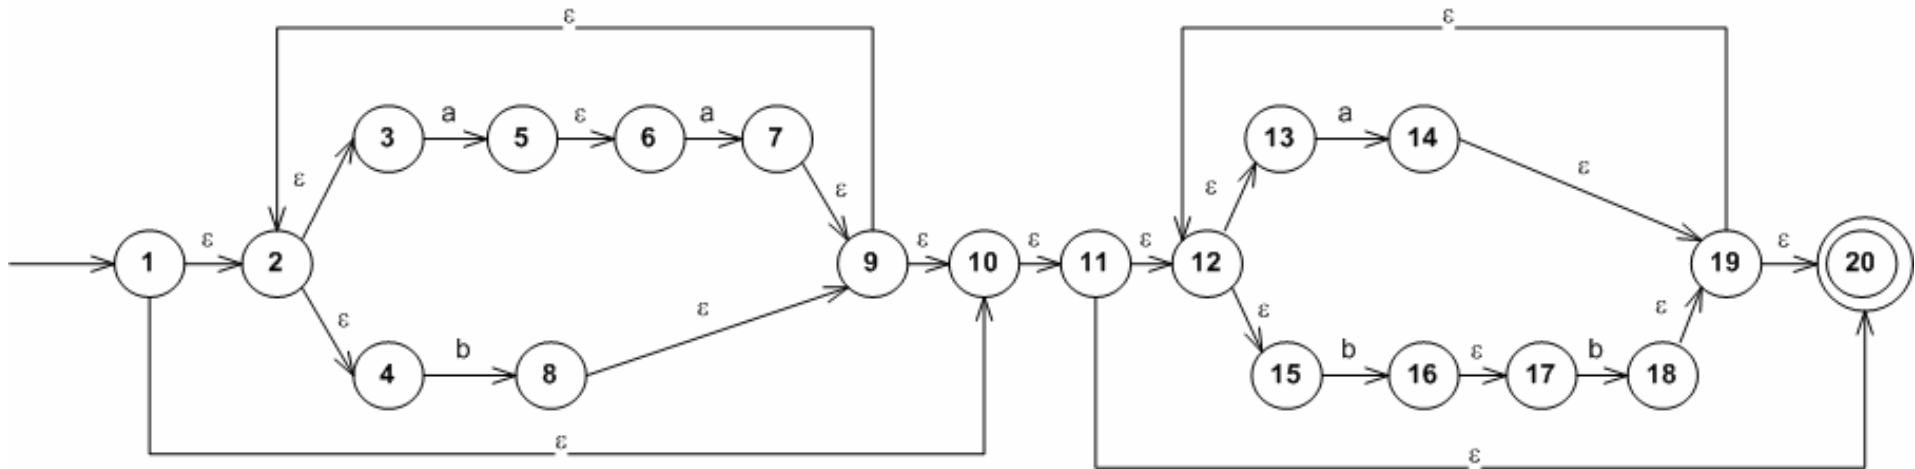 ε ε
3 a 5 ε 6 a 7 13 a 14
ε ε ε ε
1 ε 2 9 ε 10 ε 11 ε 12 19 ε 20
ε ε ε ε
4 b 8 15 b 16 ε 17 b 18
ε ε